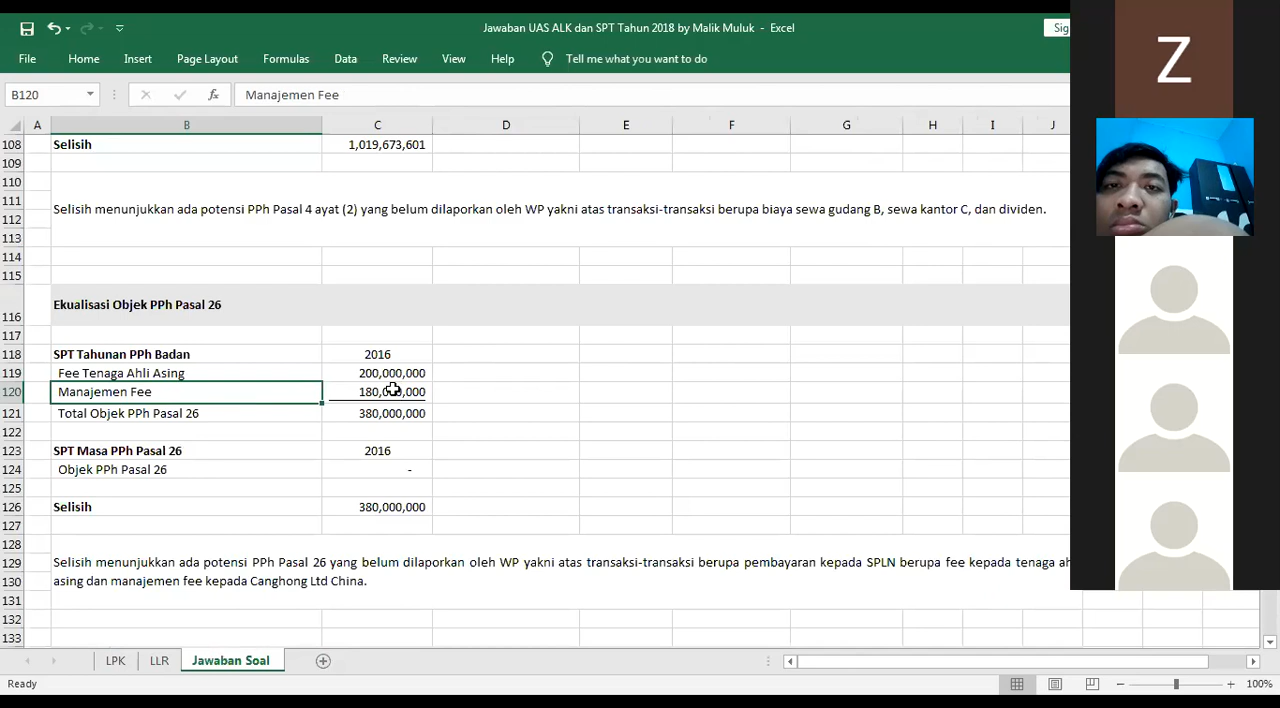 Jawaban UAS ALK dan SPT Tahun 2018 by Malik Muluk - Excel
Sig
Z
File Home Insert Page Layout Formulas Data Review View Help Tell me what you want to do
B120 fx Manajemen Fee
A B C D E F G H I J
108 Selisih 1,019,673,601
109
110
111
Selisih menunjukkan ada potensi PPh Pasal 4 ayat (2) yang belum dilaporkan oleh WP yakni atas transaksi-transaksi berupa biaya sewa gudang B, sewa kantor C, dan dividen.
112
113
114
115
116 Ekualisasi Objek PPh Pasal 26
117
118 SPT Tahunan PPh Badan 2016
119 Fee Tenaga Ahli Asing 200,000,000
120 Manajemen Fee 180,000,000
121 Total Objek PPh Pasal 26 380,000,000
122
123 SPT Masa PPh Pasal 26 2016
124 Objek PPh Pasal 26 -
125
126 Selisih 380,000,000
127
128
129 Selisih menunjukkan ada potensi PPh Pasal 26 yang belum dilaporkan oleh WP yakni atas transaksi-transaksi berupa pembayaran kepada SPLN berupa fee kepada tenaga ah
130 asing dan manajemen fee kepada Canghong Ltd China.
131
132
133
LPK LLR Jawaban Soal
Ready 100%